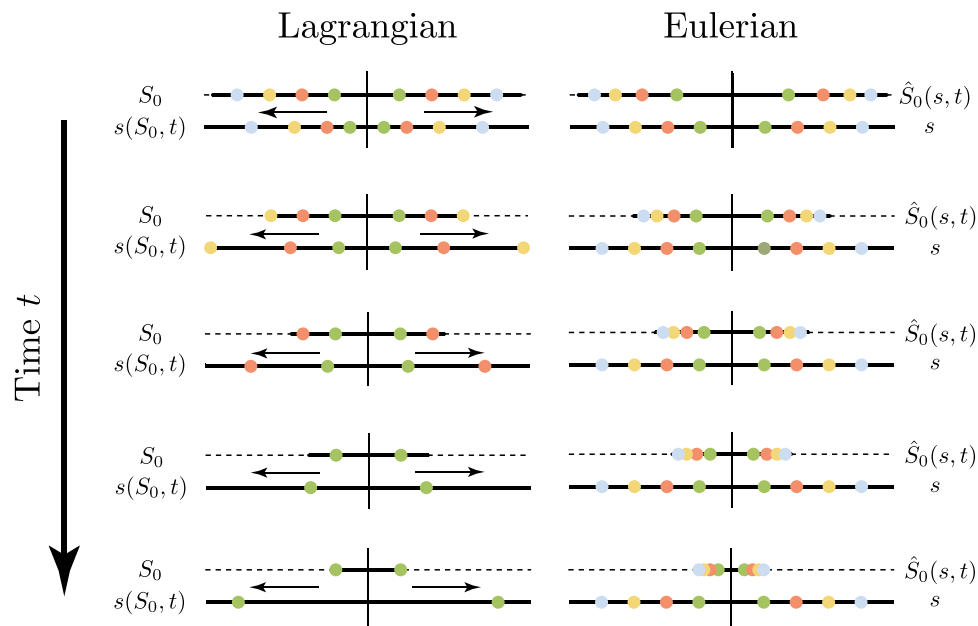 Lagrangian Eulerian
S₀ Ŝ₀(s, t)
s(S₀, t) s
S₀ Ŝ₀(s, t)
s(S₀, t) s
Time t
S₀ Ŝ₀(s, t)
s(S₀, t) s
S₀ Ŝ₀(s, t)
s(S₀, t) s
S₀ Ŝ₀(s, t)
s(S₀, t) s